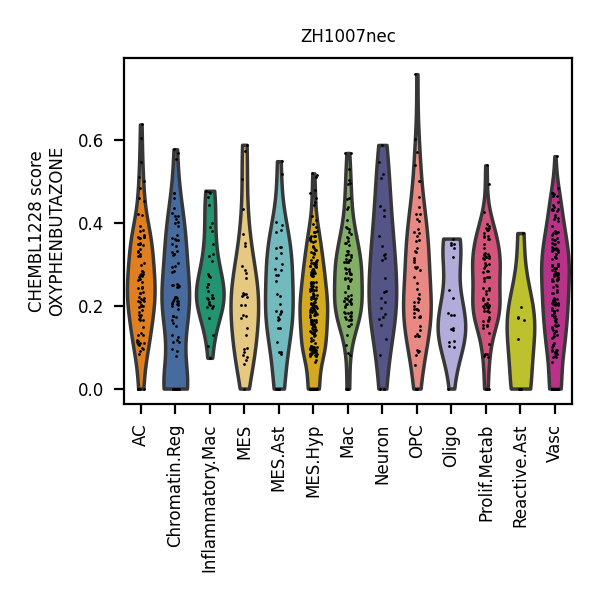 ZH1007nec
CHEMBL1228 score
OXYPHENBUTAZONE
0.6
0.4
0.2
0.0
AC
Chromatin.Reg
Inflammatory.Mac
MES
MES.Ast
MES.Hyp
Mac
Neuron
OPC
Oligo
Prolif.Metab
Reactive.Ast
Vasc